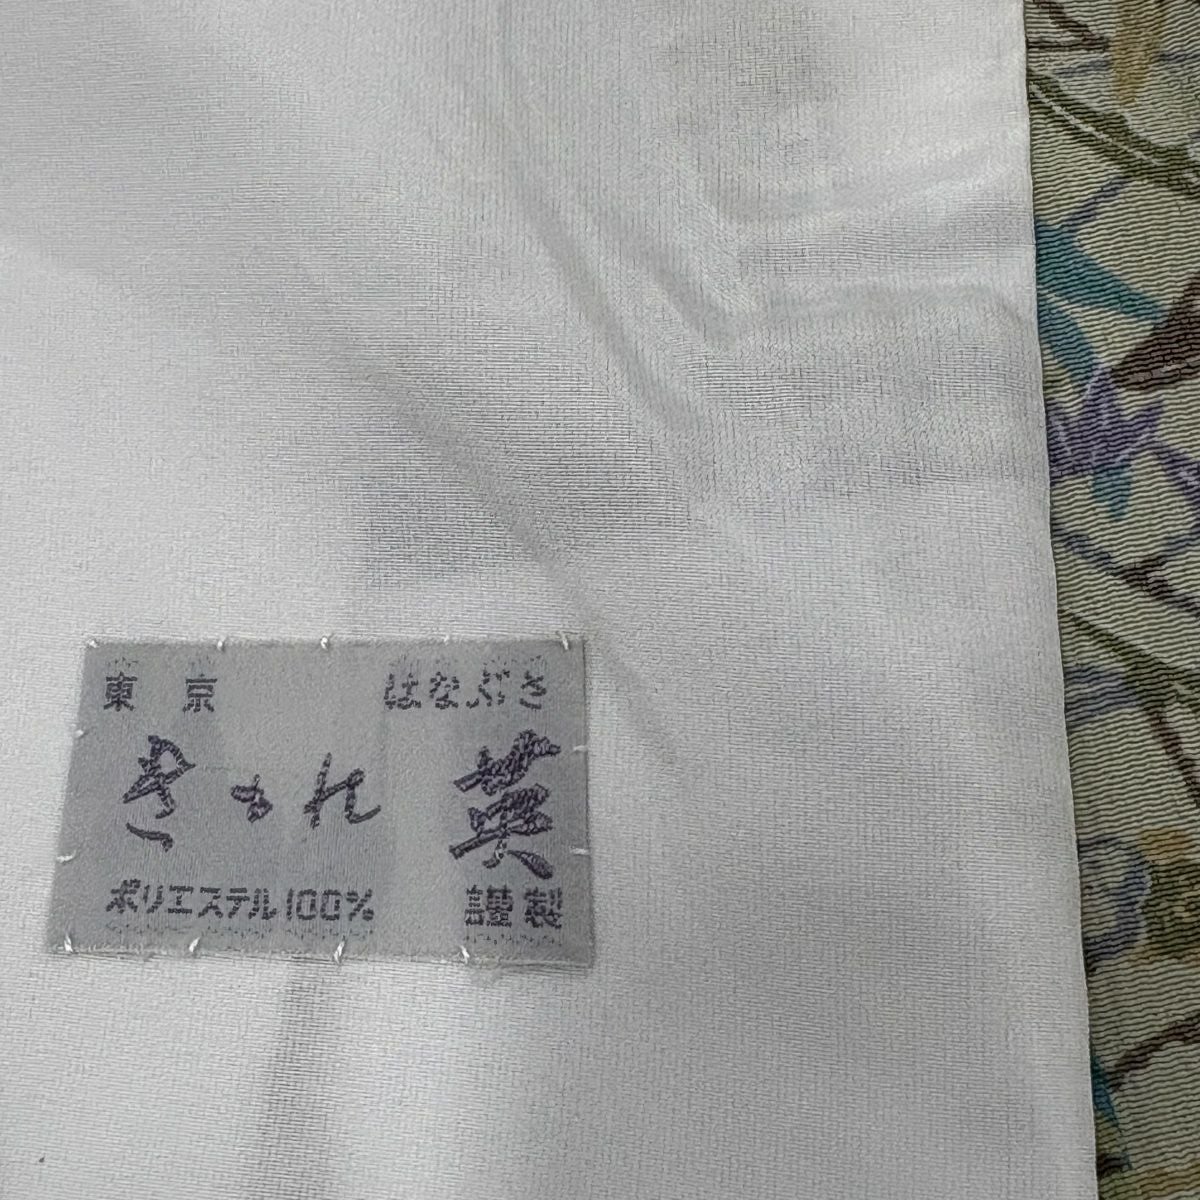 東京 はなぶさ
きもの 英
ポリエステル100% 謹製